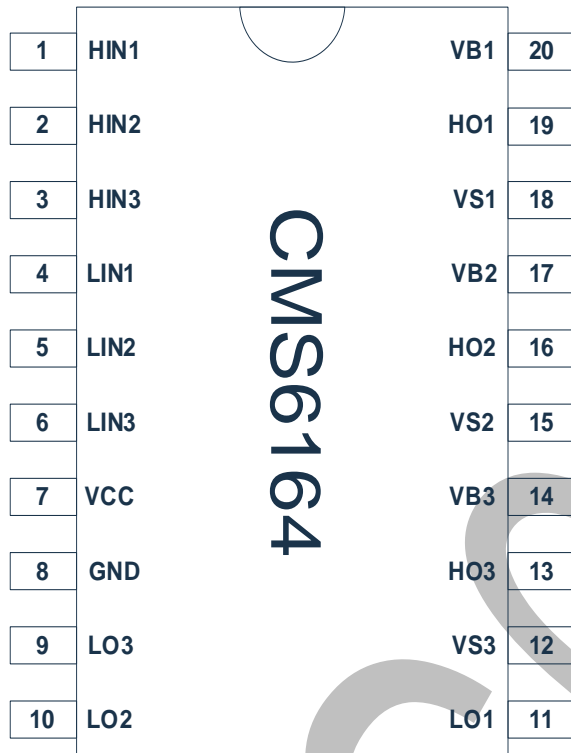 1 HIN1 VB1 20
2 HIN2 HO1 19
3 HIN3 VS1 18
4 LIN1 VB2 17
5 LIN2 HO2 16
6 LIN3 VS2 15
7 VCC VB3 14
8 GND HO3 13
9 LO3 VS3 12
10 LO2 LO1 11
CMS6164